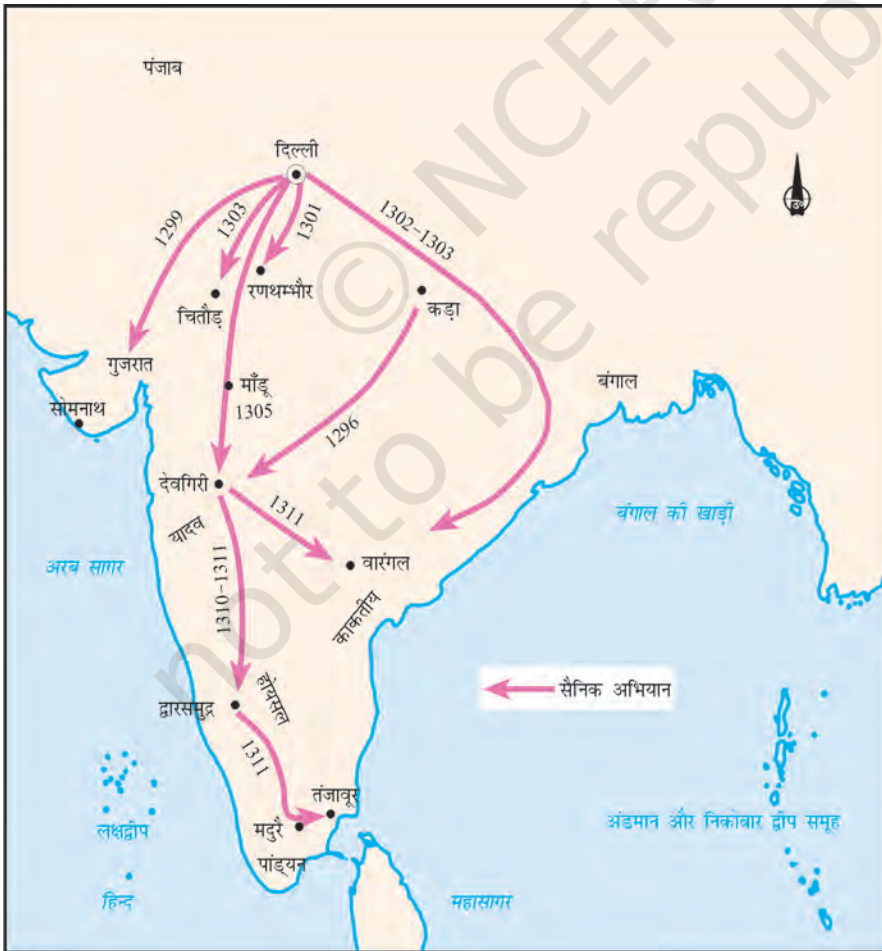 © NCERT
not to be republ
पंजाब
दिल्ली
1299
1303
1301
1302–1303
रणथम्भौर
चितौड़
कड़ा
गुजरात
माँडू
1305
सोमनाथ
बंगाल
1296
देवगिरी
1311
यादव
बंगाल की खाड़ी
अरब सागर
वारंगल
1310–1311
काकतीय
होयसल
सैनिक अभियान
द्वारसमुद्र
1311
तंजावूर
मदुरै
लक्षद्वीप
अंडमान और निकोबार द्वीप समूह
पांड्यन
हिन्द
महासागर